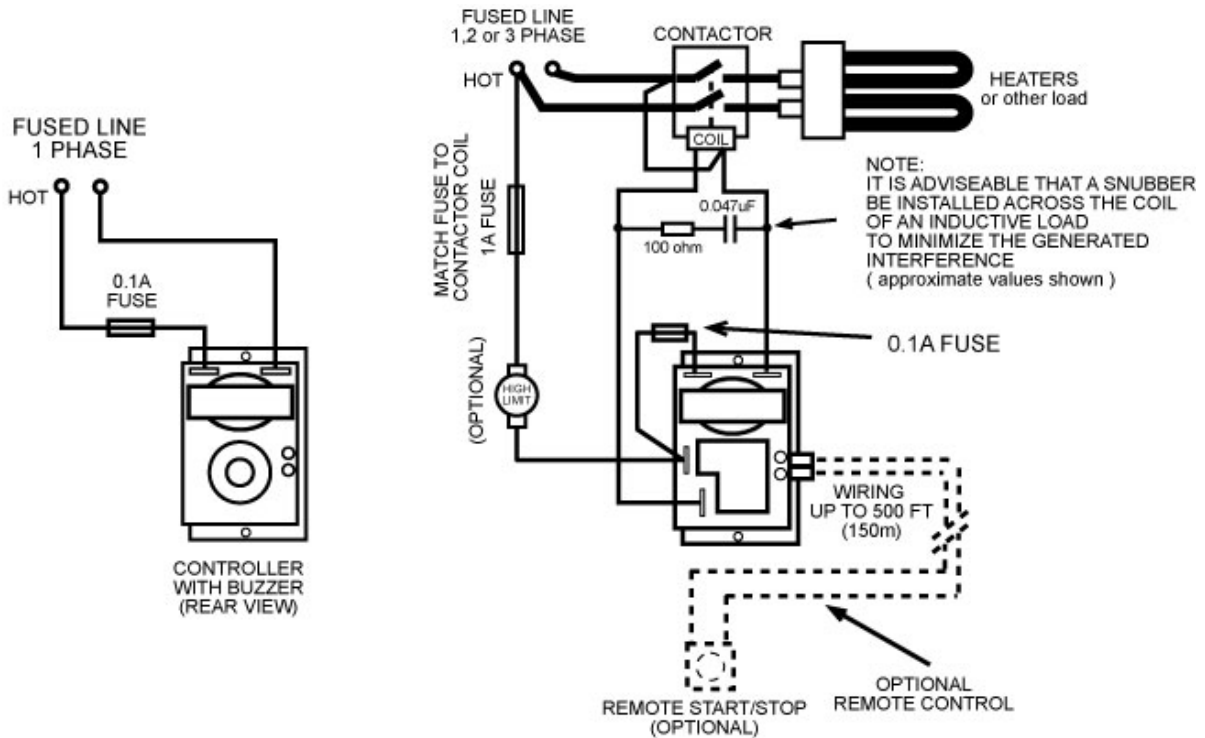 FUSED LINE
1 PHASE
HOT
0.1A
FUSE
CONTROLLER
WITH BUZZER
(REAR VIEW)
FUSED LINE
1,2 or 3 PHASE
HOT
CONTACTOR
COIL
HEATERS
or other load
MATCH FUSE TO
CONTACTOR COIL
1A FUSE
(OPTIONAL)
HIGH
LIMIT
0.047uF
100 ohm
NOTE:
IT IS ADVISEABLE THAT A SNUBBER
BE INSTALLED ACROSS THE COIL
OF AN INDUCTIVE LOAD
TO MINIMIZE THE GENERATED
INTERFERENCE
( approximate values shown )
0.1A FUSE
WIRING
UP TO 500 FT
(150m)
REMOTE START/STOP
(OPTIONAL)
OPTIONAL
REMOTE CONTROL